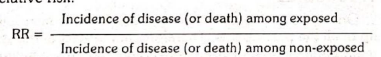 Incidence of disease (or death) among exposed
RR =
Incidence of disease (or death) among non-exposed